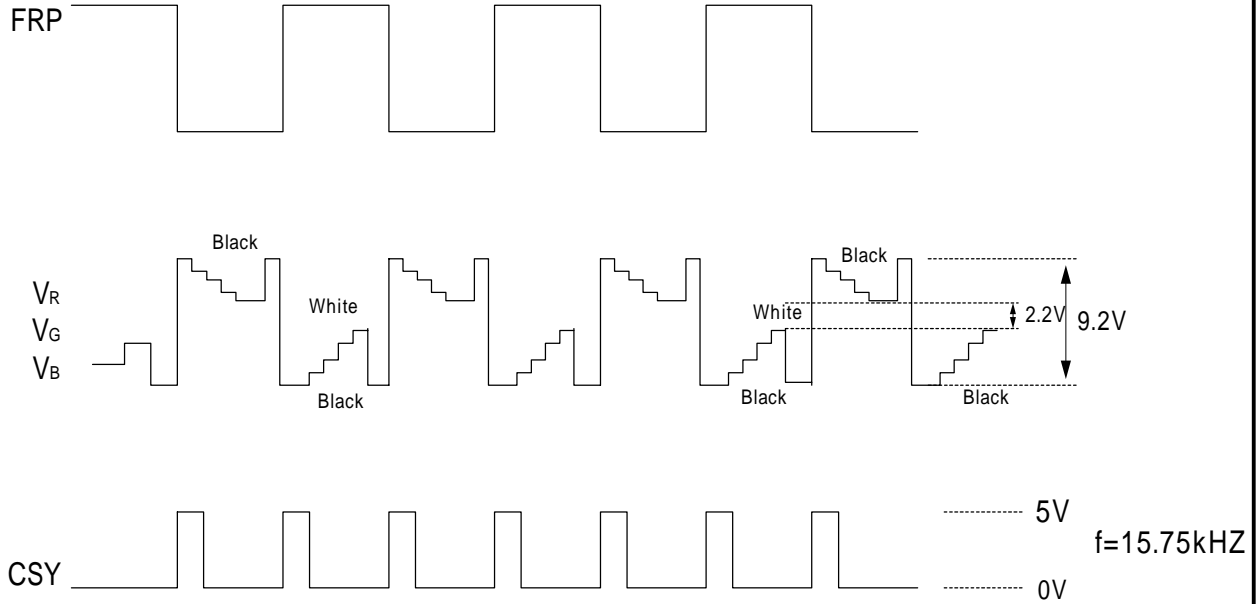 FRP
Black
Black
VR
White
White
2.2V
9.2V
VG
VB
Black
Black
Black
5V
f=15.75kHZ
CSY
0V